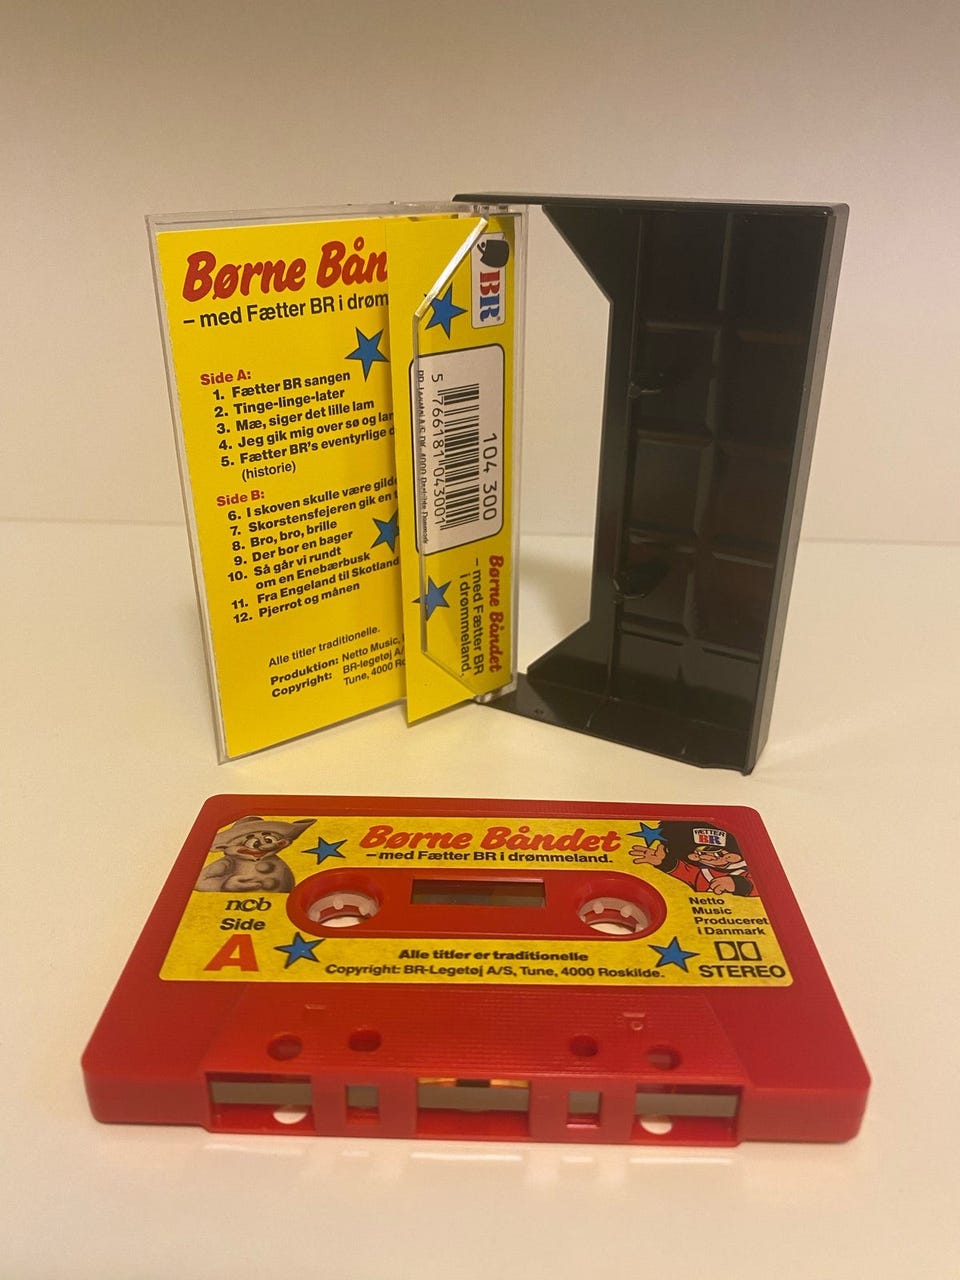 Børne Bån
– med Fætter BR i drøm
Side A:
1. Fætter BR sangen
2. Tinge-linge-later
3. Mæ, siger det lille lam
4. Jeg gik mig over sø og lan
5. Fætter BR's eventyrlige d
(historie)
Side B:
6. I skoven skulle være gilde
7. Skorstensfejeren gik en t
8. Bro, bro, brille
9. Der bor en bager
10. Så går vi rundt
om en Enebærbusk
11. Fra Engeland til Skotland
12. Pjerrot og månen
Alle titler traditionelle.
Produktion: Netto Music,
Copyright: BR-legetøj A/
Tune, 4000 Ro
BR
104 300
5 766181 043001
Børne Båndet
– med Fætter BR
i drømmeland.
Børne Båndet
– med Fætter BR i drømmeland.
FÆTTER
BR
ncb
Side
A
Netto
Music
Produceret
i Danmark
STEREO
Alle titler er traditionelle
Copyright: BR-Legetøj A/S, Tune, 4000 Roskilde.